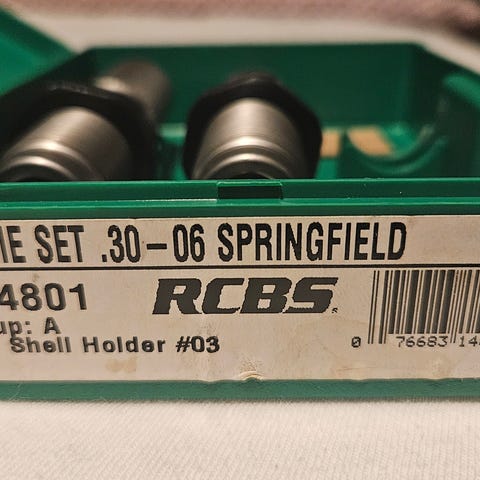 IE SET .30-06 SPRINGFIELD
4801
RCBS
up: A
Shell Holder #03
0 76683 14